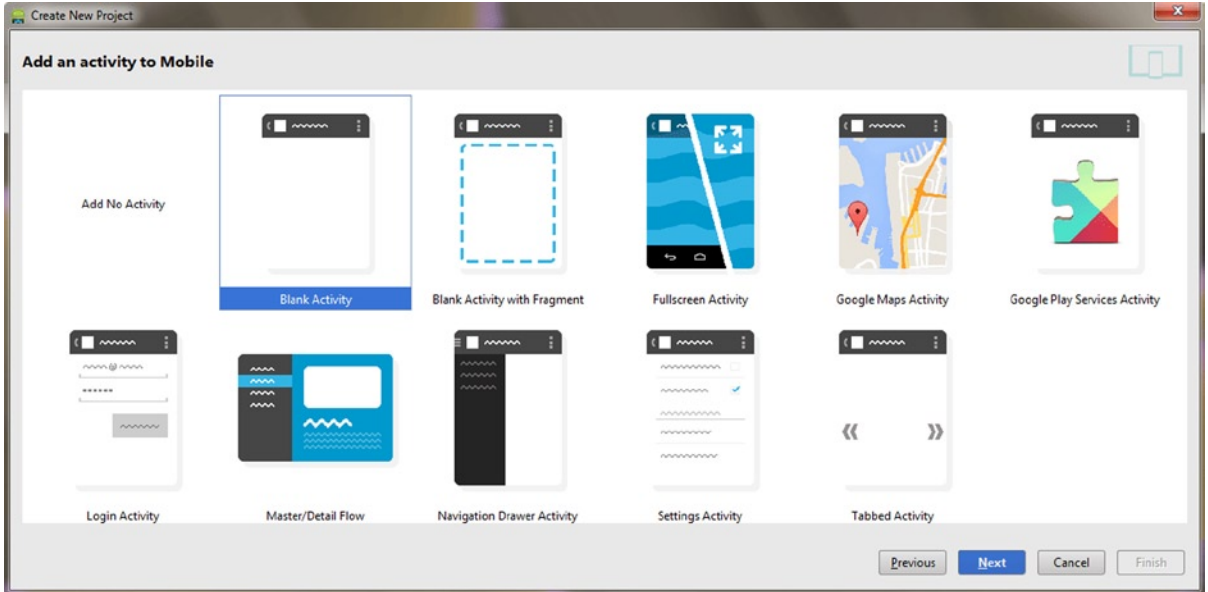 Create New Project
Add an activity to Mobile
Add No Activity
Blank Activity
Blank Activity with Fragment
Fullscreen Activity
Google Maps Activity
Google Play Services Activity
Login Activity
Master/Detail Flow
Navigation Drawer Activity
Settings Activity
Tabbed Activity
Previous
Next
Cancel
Finish